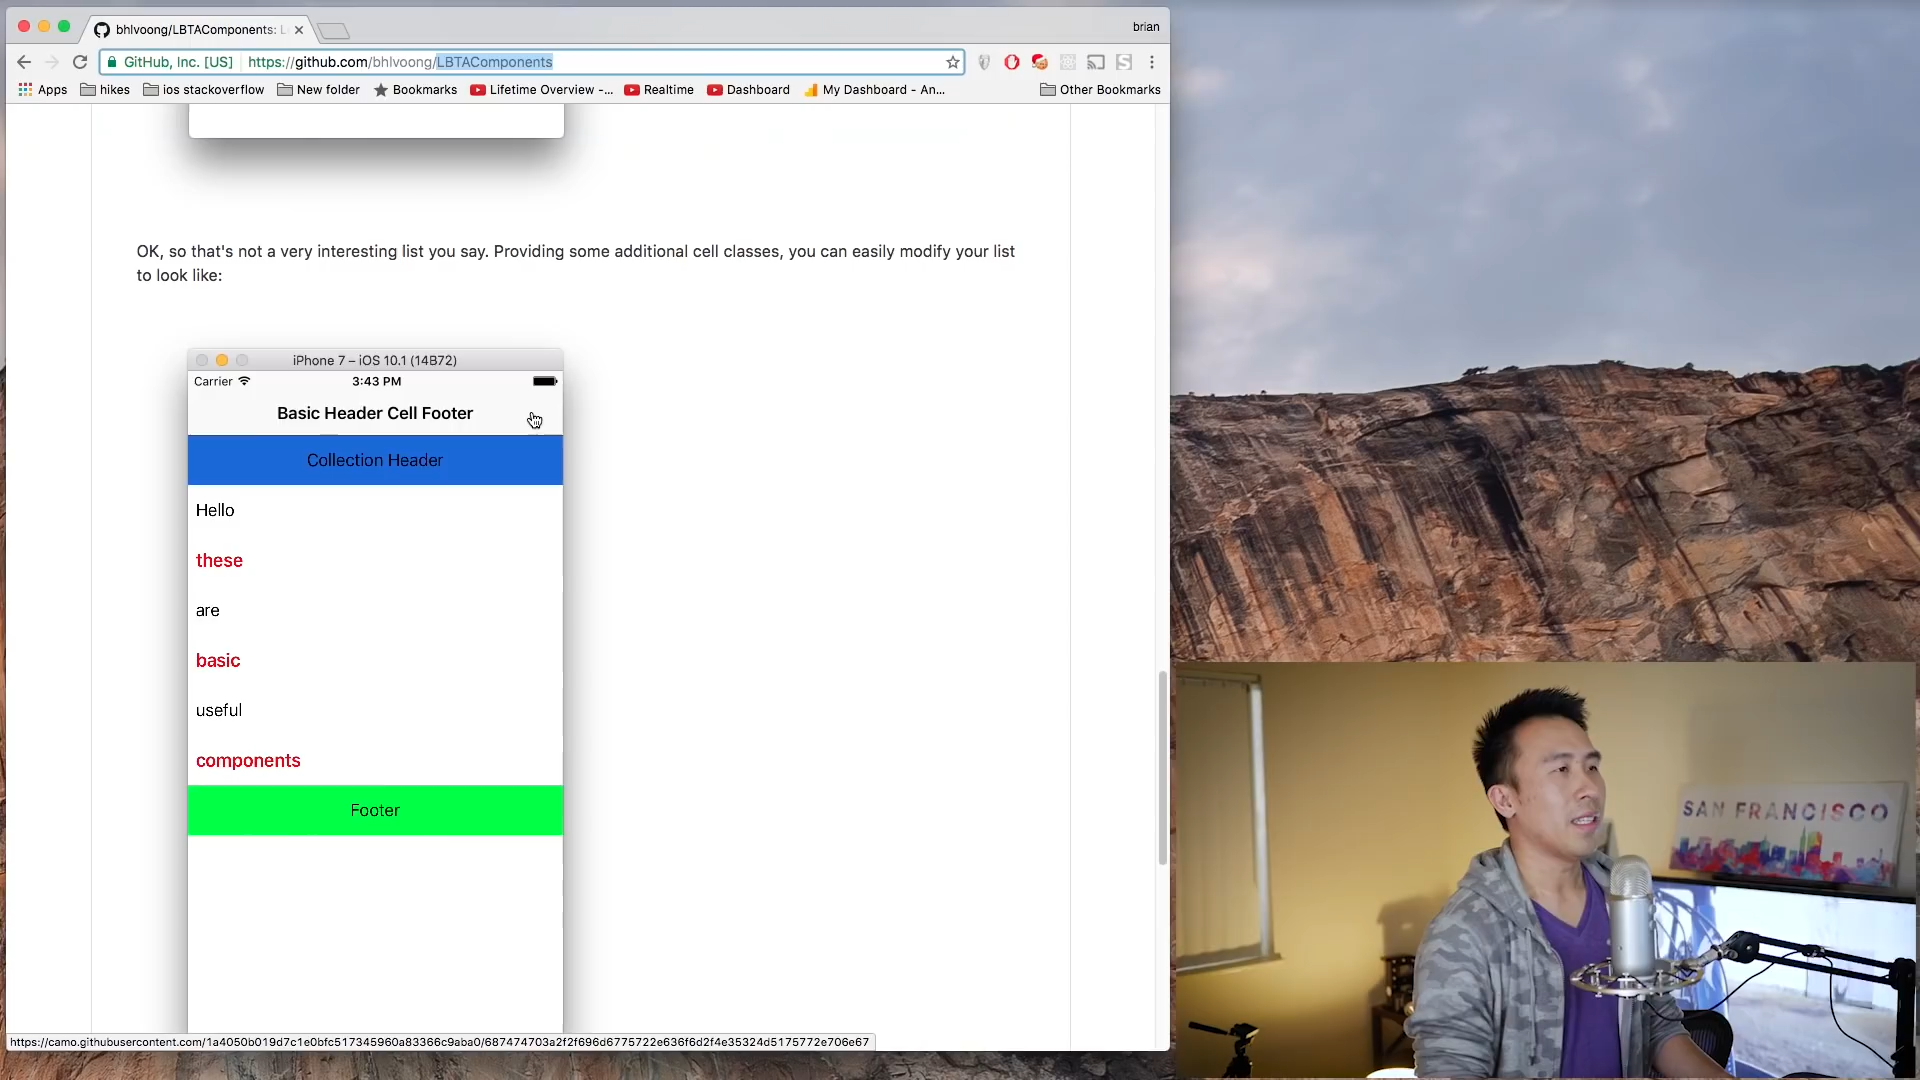 bhlvoong/LBTAComponents: L
brian
GitHub, Inc. [US] https://github.com/bhlvoong/LBTAComponents
Apps hikes ios stackoverflow New folder Bookmarks Lifetime Overview -... Realtime Dashboard My Dashboard - An... Other Bookmarks
OK, so that's not a very interesting list you say. Providing some additional cell classes, you can easily modify your list
to look like:
iPhone 7 – iOS 10.1 (14B72)
Carrier 3:43 PM
Basic Header Cell Footer
Collection Header
Hello
these
are
basic
useful
components
Footer
SAN FRANCISCO
https://camo.githubusercontent.com/1a4050b019d7c1e0bfc517345960a83366c9aba0/687474703a2f2f696d6775722e636f6d2f4e35324d5175772e706e67